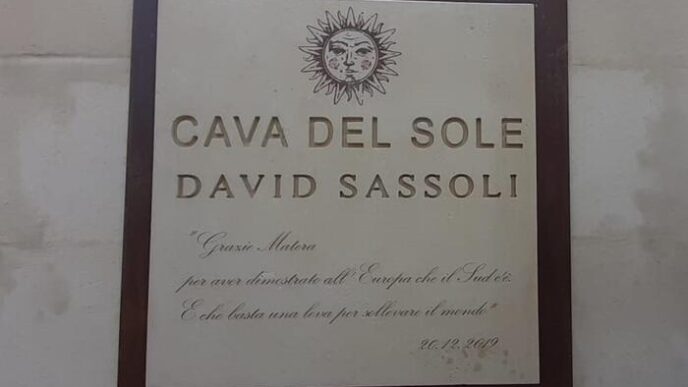 CAVA DEL SOLE
DAVID SASSOLI
"Grazie Matera
per aver dimostrato all'Europa che il Sud c'è.
E che basta una leva per sollevare il mondo"
20.12.2019